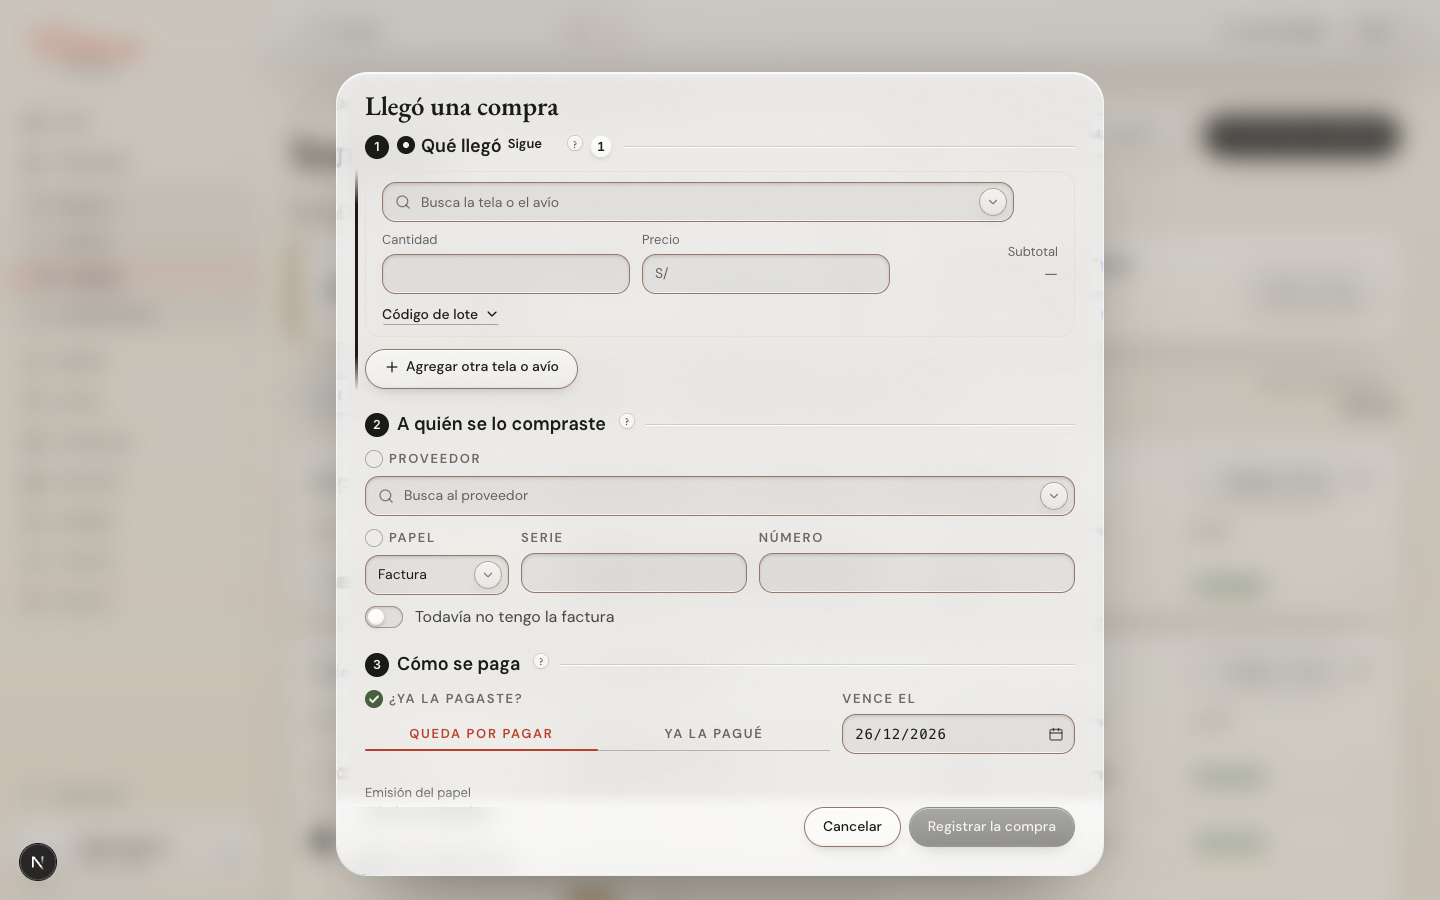 Llegó una compra
1 Qué llegó Sigue ? 1
Busca la tela o el avío
Cantidad Precio Subtotal
S/ —
Código de lote
+ Agregar otra tela o avío
2 A quién se lo compraste ?
PROVEEDOR
Busca al proveedor
PAPEL SERIE NÚMERO
Factura
Todavía no tengo la factura
3 Cómo se paga ?
¿YA LA PAGASTE? VENCE EL
QUEDA POR PAGAR YA LA PAGUÉ 26/12/2026
Emisión del papel
Cancelar Registrar la compra
N